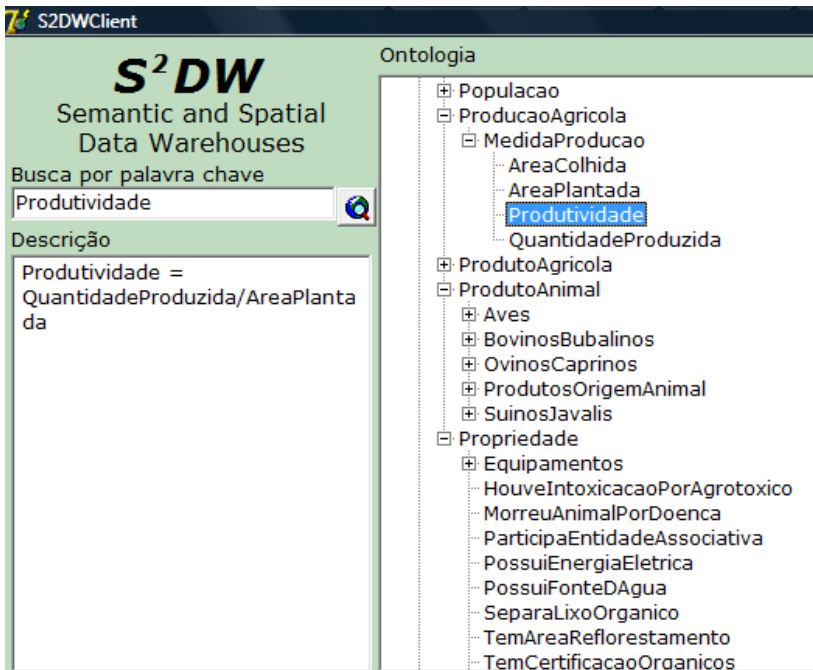 S2DWClient
S²DW
Semantic and Spatial
Data Warehouses
Busca por palavra chave
Produtividade
Descrição
Produtividade =
QuantidadeProduzida/AreaPlanta
da
Ontologia
Populacao
ProducaoAgricola
MedidaProducao
AreaColhida
AreaPlantada
Produtividade
QuantidadeProduzida
ProdutoAgricola
ProdutoAnimal
Aves
BovinosBubalinos
OvinosCaprinos
ProdutosOrigemAnimal
SuinosJavalis
Propriedade
Equipamentos
HouveIntoxicacaoPorAgrotoxico
MorreuAnimalPorDoenca
ParticipaEntidadeAssociativa
PossuiEnergiaEletrica
PossuiFonteDAgua
SeparaLixoOrganico
TemAreaReflorestamento
TemCertificacaoOrganicos